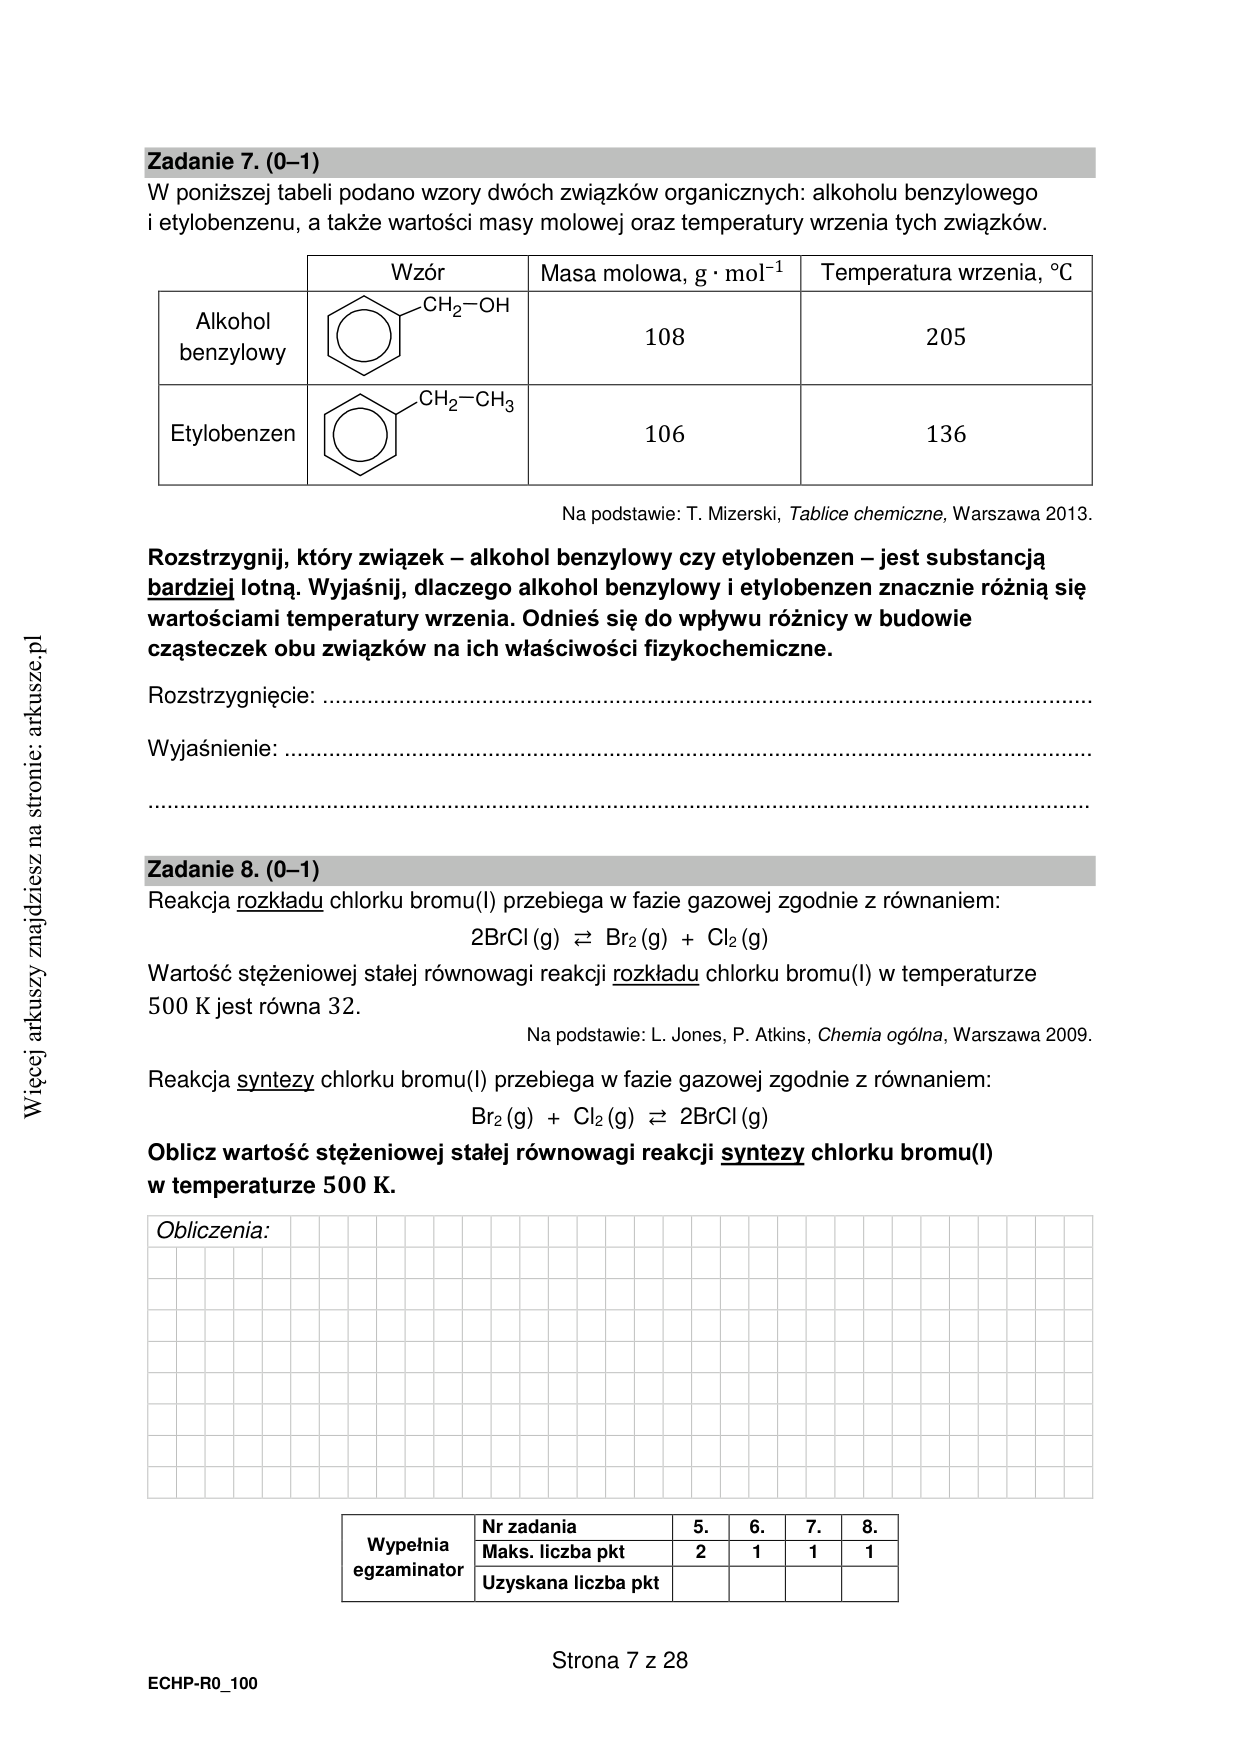 Zadanie 7. (0–1)
W poniższej tabeli podano wzory dwóch związków organicznych: alkoholu benzylowego
i etylobenzenu, a także wartości masy molowej oraz temperatury wrzenia tych związków.
Wzór Masa molowa, g · mol⁻¹ Temperatura wrzenia, °C
Alkohol benzylowy CH₂–OH 108 205
Etylobenzen CH₂–CH₃ 106 136
Na podstawie: T. Mizerski, Tablice chemiczne, Warszawa 2013.
Rozstrzygnij, który związek – alkohol benzylowy czy etylobenzen – jest substancją
bardziej lotną. Wyjaśnij, dlaczego alkohol benzylowy i etylobenzen znacznie różnią się
wartościami temperatury wrzenia. Odnieś się do wpływu różnicy w budowie
cząsteczek obu związków na ich właściwości fizykochemiczne.
Rozstrzygnięcie: ........................................................................................................................
Wyjaśnienie: ..............................................................................................................................
....................................................................................................................................................
Zadanie 8. (0–1)
Reakcja rozkładu chlorku bromu(I) przebiega w fazie gazowej zgodnie z równaniem:
2BrCl (g) ⇄ Br₂ (g) + Cl₂ (g)
Wartość stężeniowej stałej równowagi reakcji rozkładu chlorku bromu(I) w temperaturze
500 K jest równa 32.
Na podstawie: L. Jones, P. Atkins, Chemia ogólna, Warszawa 2009.
Reakcja syntezy chlorku bromu(I) przebiega w fazie gazowej zgodnie z równaniem:
Br₂ (g) + Cl₂ (g) ⇄ 2BrCl (g)
Oblicz wartość stężeniowej stałej równowagi reakcji syntezy chlorku bromu(I)
w temperaturze 500 K.
Obliczenia:
Wypełnia egzaminator
Nr zadania 5. 6. 7. 8.
Maks. liczba pkt 2 1 1 1
Uzyskana liczba pkt
Strona 7 z 28
ECHP-R0_100
Więcej arkuszy znajdziesz na stronie: arkusze.pl